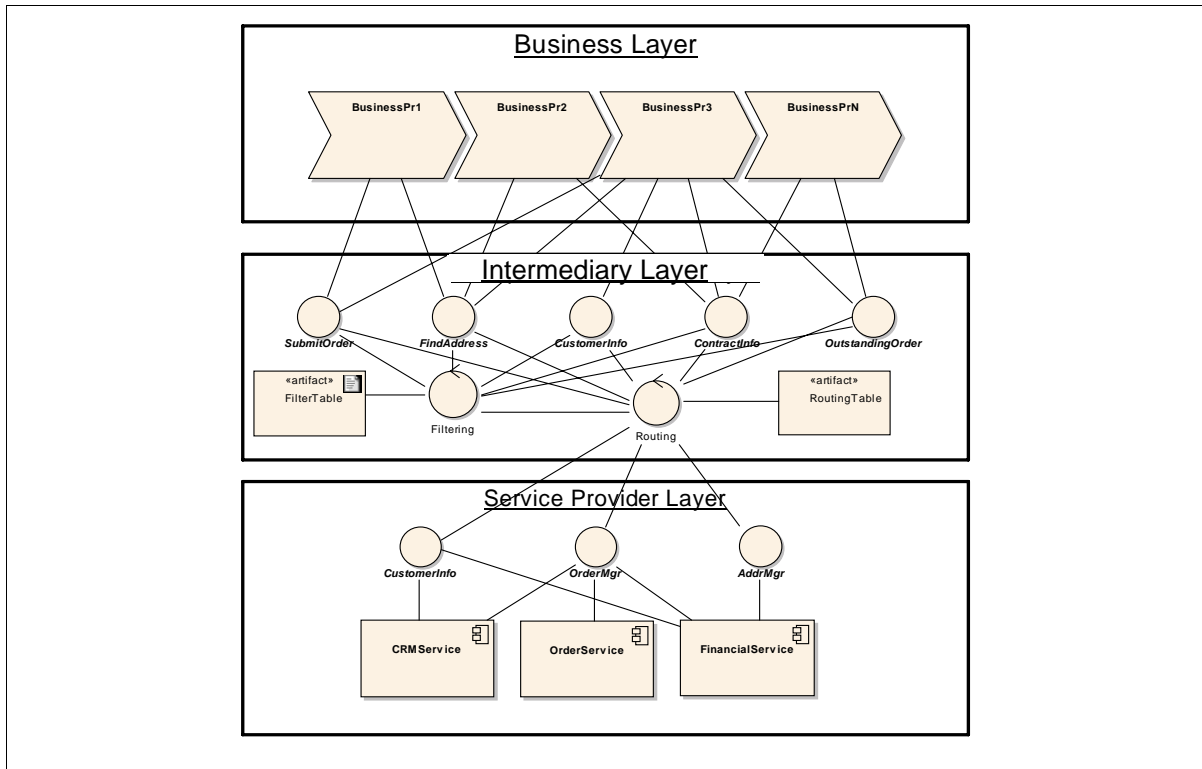 Business Layer
BusinessPr1 BusinessPr2 BusinessPr3 BusinessPrN
Intermediary Layer
SubmitOrder FindAddress CustomerInfo ContractInfo OutstandingOrder
«artifact»
FilterTable
Filtering
Routing
«artifact»
RoutingTable
Service Provider Layer
CustomerInfo OrderMgr AddrMgr
CRMService OrderService FinancialService